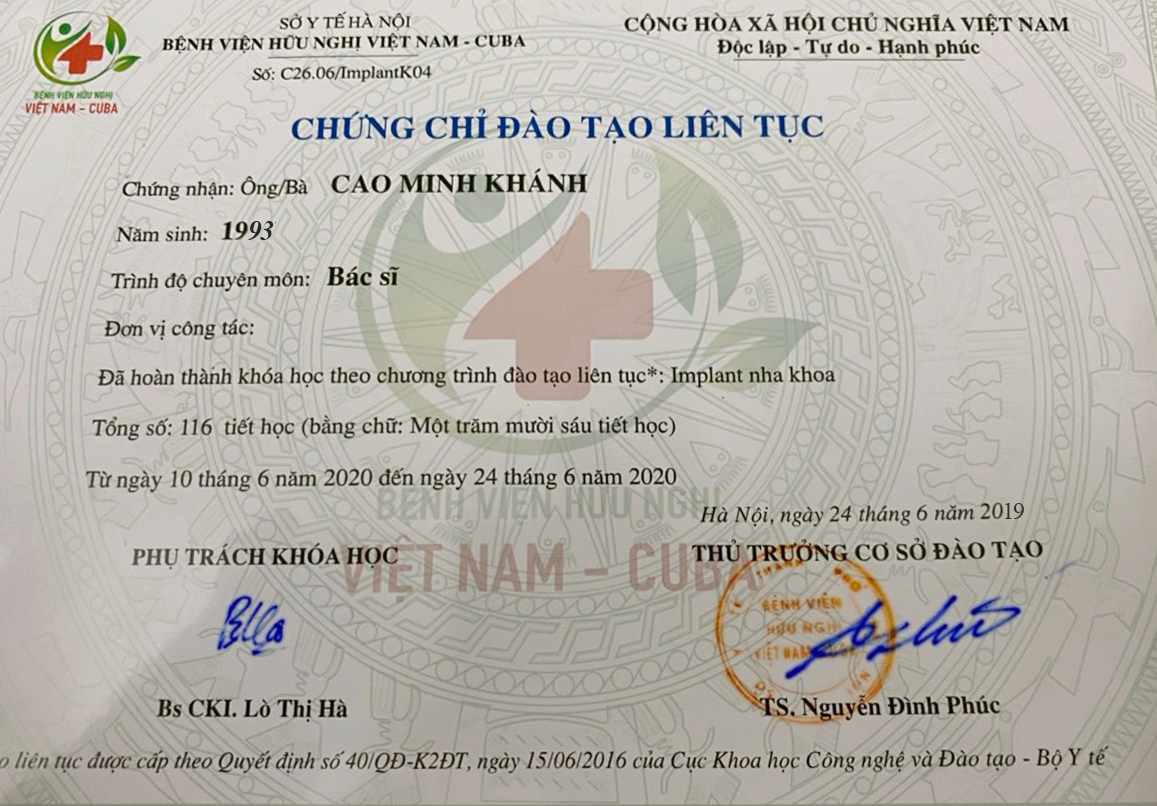 SỞ Y TẾ HÀ NỘI
BỆNH VIỆN HỮU NGHỊ VIỆT NAM - CUBA
Số: C26.06/ImplantK04
CỘNG HÒA XÃ HỘI CHỦ NGHĨA VIỆT NAM
Độc lập - Tự do - Hạnh phúc
BỆNH VIỆN HỮU NGHỊ
VIỆT NAM - CUBA
CHỨNG CHỈ ĐÀO TẠO LIÊN TỤC
Chứng nhận: Ông/Bà CAO MINH KHÁNH
Năm sinh: 1993
Trình độ chuyên môn: Bác sĩ
Đơn vị công tác:
Đã hoàn thành khóa học theo chương trình đào tạo liên tục*: Implant nha khoa
Tổng số: 116 tiết học (bằng chữ: Một trăm mười sáu tiết học)
Từ ngày 10 tháng 6 năm 2020 đến ngày 24 tháng 6 năm 2020
BỆNH VIỆN HỮU NGHỊ
VIỆT NAM - CUBA
Hà Nội, ngày 24 tháng 6 năm 2019
PHỤ TRÁCH KHÓA HỌC
THỦ TRƯỞNG CƠ SỞ ĐÀO TẠO
BỆNH VIỆN
HỮU NGHỊ
VIỆT NAM
Bs CKI. Lò Thị Hà
TS. Nguyễn Đình Phúc
o liên tục được cấp theo Quyết định số 40/QĐ-K2ĐT, ngày 15/06/2016 của Cục Khoa học Công nghệ và Đào tạo - Bộ Y tế